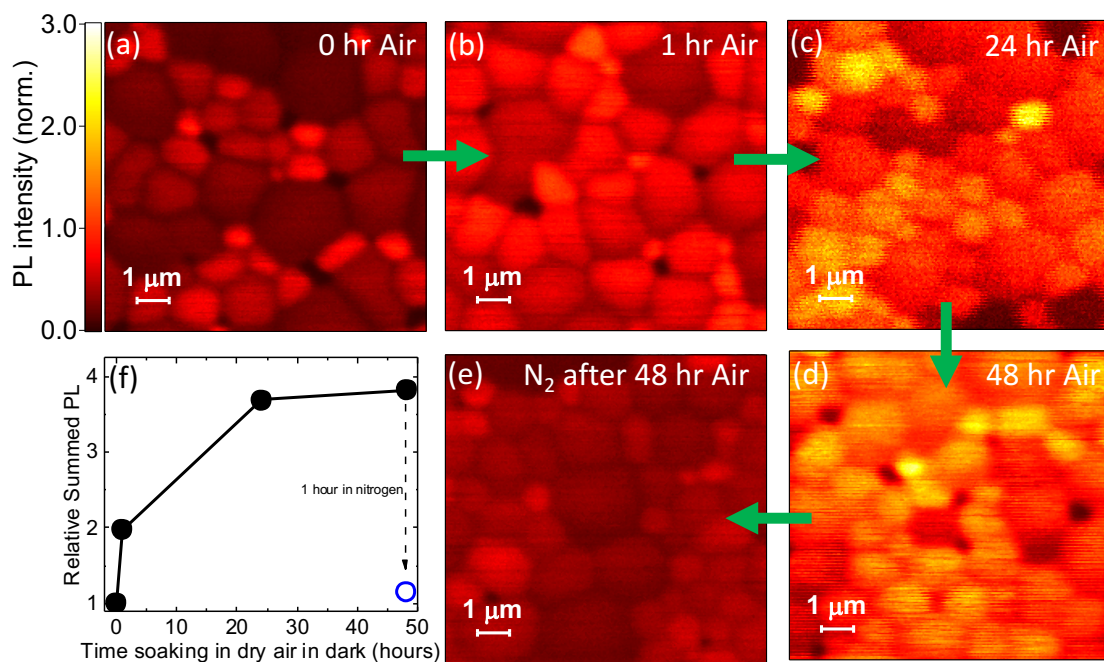 3.0
2.0
1.0
0.0
PL intensity (norm.)
(a)
0 hr Air
1 μm
(b)
1 hr Air
1 μm
(c)
24 hr Air
1 μm
(f)
4
3
2
1
Relative Summed PL
1 hour in nitrogen
0 10 20 30 40 50
Time soaking in dry air in dark (hours)
(e)
N₂ after 48 hr Air
1 μm
(d)
48 hr Air
1 μm